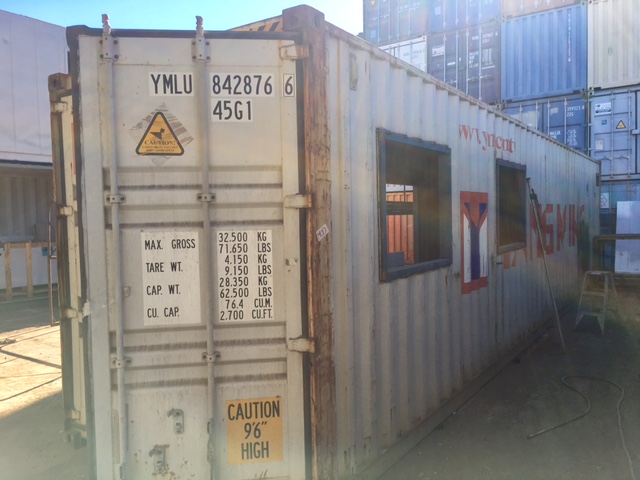 YMLU 842876 6
45G1
CAUTION
MAX. GROSS 32.500 KG
71.650 LBS
TARE WT. 4.150 KG
9.150 LBS
CAP. WT. 28.350 KG
62.500 LBS
CU. CAP. 76.4 CU.M.
2.700 CU.FT.
CAUTION
9'6"
HIGH